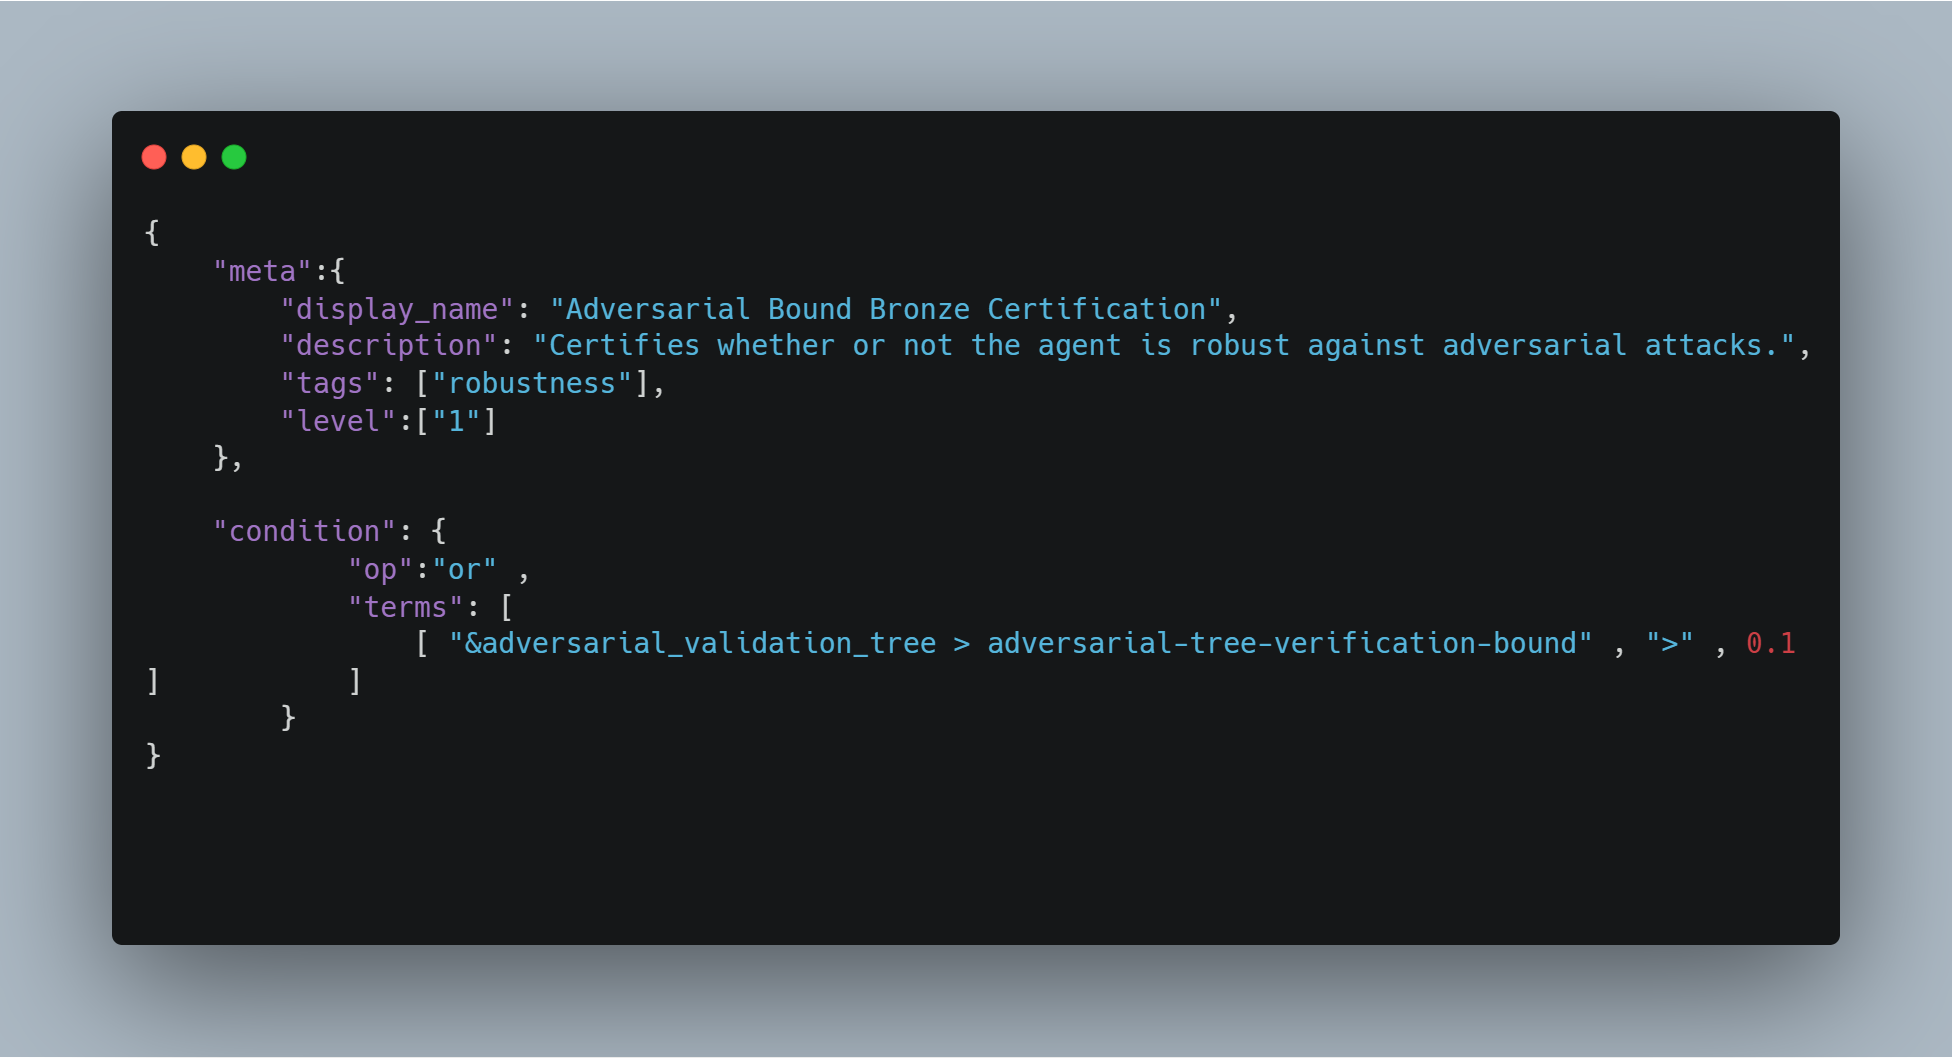 {
    "meta":{
        "display_name": "Adversarial Bound Bronze Certification",
        "description": "Certifies whether or not the agent is robust against adversarial attacks.",
        "tags": ["robustness"],
        "level":["1"]
    },

    "condition": {
            "op":"or" ,
            "terms": [
                [ "&adversarial_validation_tree > adversarial-tree-verification-bound" , ">" , 0.1
]           ]
        }
}